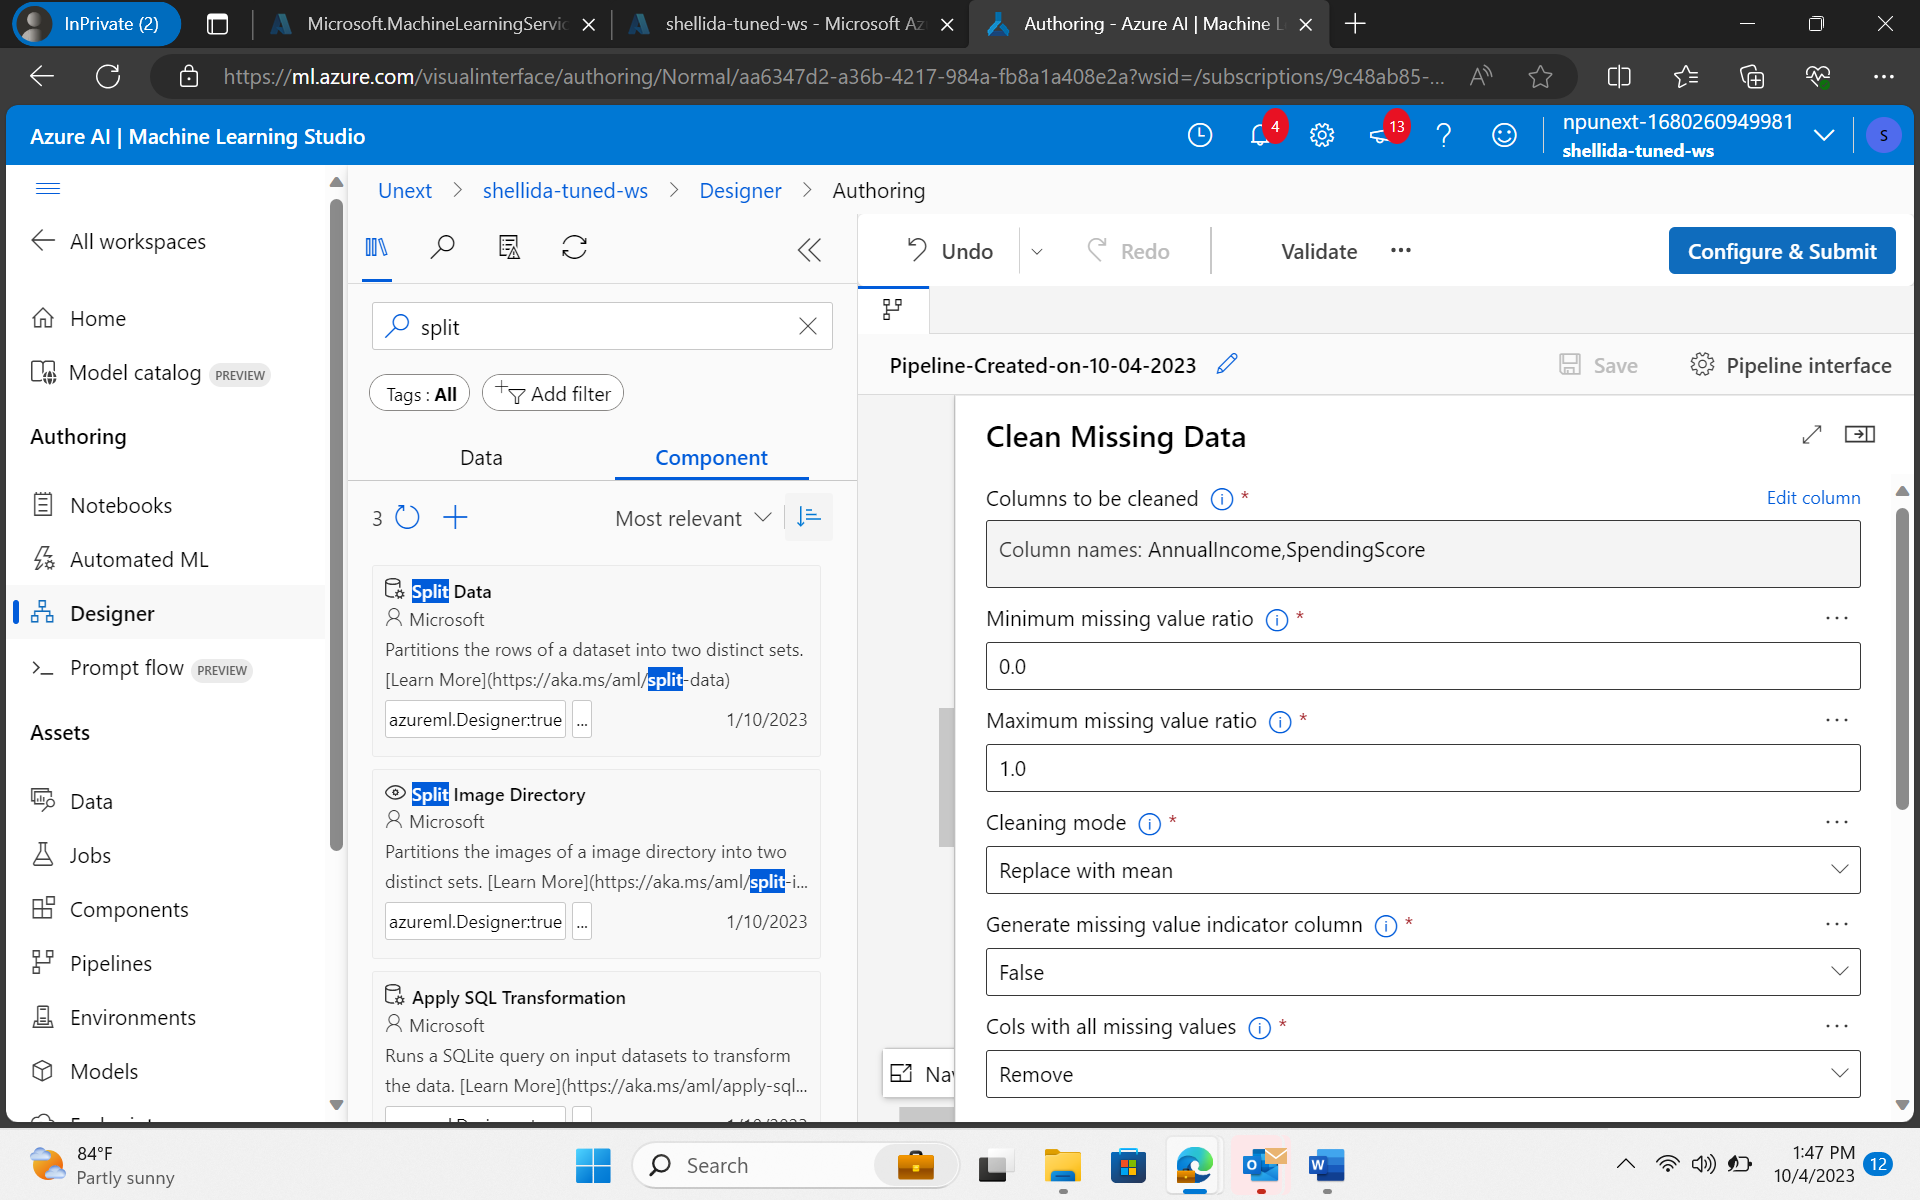 InPrivate (2)
Microsoft.MachineLearningServic
shellida-tuned-ws - Microsoft Az
Authoring - Azure AI | Machine L
https://ml.azure.com/visualinterface/authoring/Normal/aa6347d2-a36b-4217-984a-fb8a1a408e2a?wsid=/subscriptions/9c48ab85-...
Azure AI | Machine Learning Studio
4
13
npunext-1680260949981
shellida-tuned-ws
S
All workspaces
Home
Model catalog PREVIEW
Authoring
Notebooks
Automated ML
Designer
Prompt flow PREVIEW
Assets
Data
Jobs
Components
Pipelines
Environments
Models
Unext > shellida-tuned-ws > Designer > Authoring
split
Tags : All
Add filter
Data
Component
3
Most relevant
Split Data
Microsoft
Partitions the rows of a dataset into two distinct sets.
[Learn More](https://aka.ms/aml/split-data)
azureml.Designer:true ... 1/10/2023
Split Image Directory
Microsoft
Partitions the images of a image directory into two
distinct sets. [Learn More](https://aka.ms/aml/split-i...
azureml.Designer:true ... 1/10/2023
Apply SQL Transformation
Microsoft
Runs a SQLite query on input datasets to transform
the data. [Learn More](https://aka.ms/aml/apply-sql...
Undo
Redo
Validate
Configure & Submit
Pipeline-Created-on-10-04-2023
Save
Pipeline interface
Clean Missing Data
Columns to be cleaned *
Edit column
Column names: AnnualIncome,SpendingScore
Minimum missing value ratio *
0.0
Maximum missing value ratio *
1.0
Cleaning mode *
Replace with mean
Generate missing value indicator column *
False
Cols with all missing values *
Remove
Nav
84°F
Partly sunny
Search
1:47 PM
10/4/2023
12